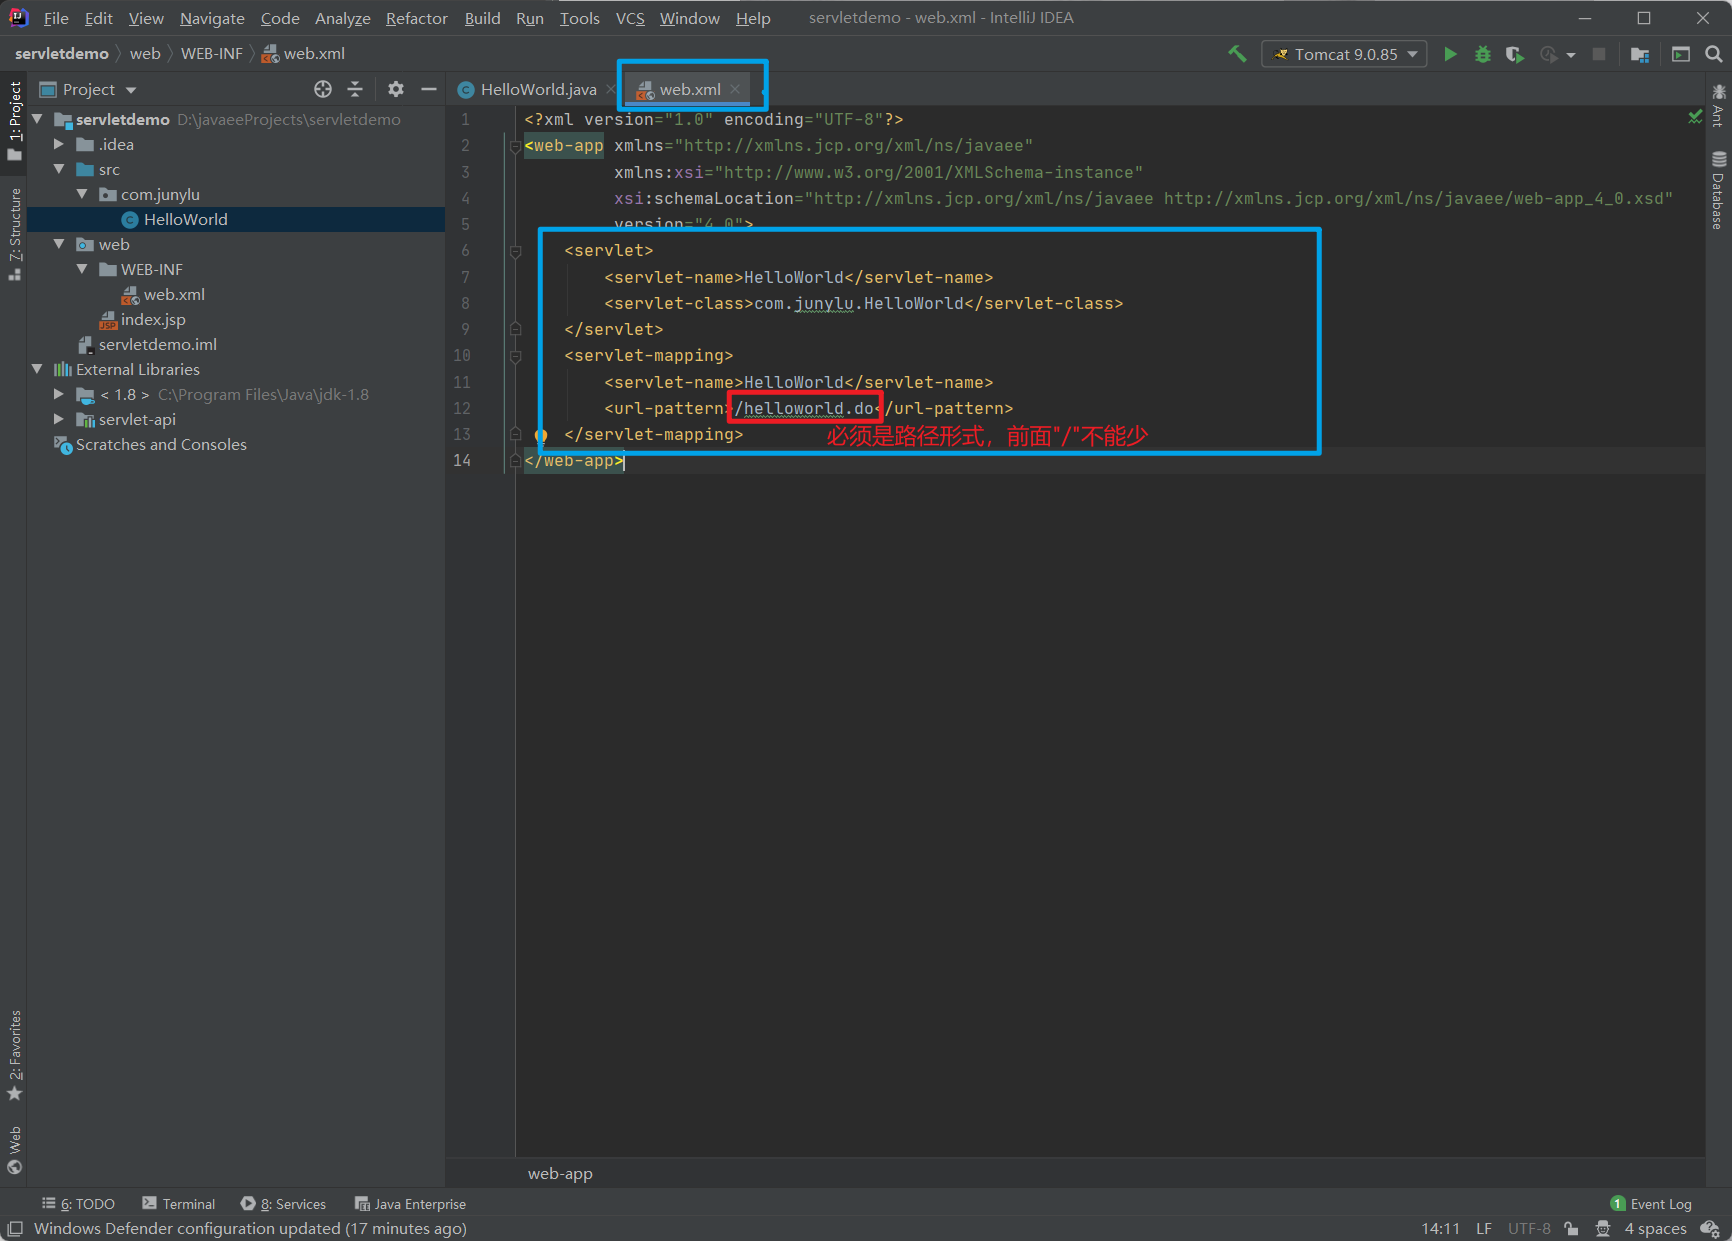 File Edit View Navigate Code Analyze Refactor Build Run Tools VCS Window Help servletdemo - web.xml - IntelliJ IDEA
servletdemo web WEB-INF web.xml Tomcat 9.0.85
Project HelloWorld.java web.xml
1: Project
7: Structure
2: Favorites
Web
Ant
Database
servletdemo D:\javaeeProjects\servletdemo
.idea
src
com.junylu
HelloWorld
web
WEB-INF
web.xml
index.jsp
servletdemo.iml
External Libraries
< 1.8 > C:\Program Files\Java\jdk-1.8
servlet-api
Scratches and Consoles
1 <?xml version="1.0" encoding="UTF-8"?>
2 <web-app xmlns="http://xmlns.jcp.org/xml/ns/javaee"
3 xmlns:xsi="http://www.w3.org/2001/XMLSchema-instance"
4 xsi:schemaLocation="http://xmlns.jcp.org/xml/ns/javaee http://xmlns.jcp.org/xml/ns/javaee/web-app_4_0.xsd"
5 version="4.0">
6 <servlet>
7 <servlet-name>HelloWorld</servlet-name>
8 <servlet-class>com.junylu.HelloWorld</servlet-class>
9 </servlet>
10 <servlet-mapping>
11 <servlet-name>HelloWorld</servlet-name>
12 <url-pattern>/helloworld.do</url-pattern>
13 </servlet-mapping> 必须是路径形式，前面"/"不能少
14 </web-app>
web-app
6: TODO Terminal 8: Services Java Enterprise 1 Event Log
Windows Defender configuration updated (17 minutes ago) 14:11 LF UTF-8 4 spaces